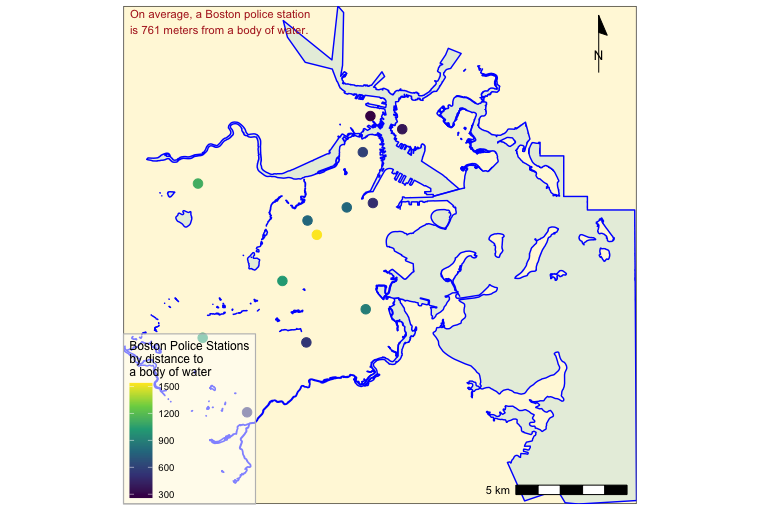 On average, a Boston police station
is 761 meters from a body of water.
N
Boston Police Stations
by distance to
a body of water
1500
1200
900
600
300
5 km